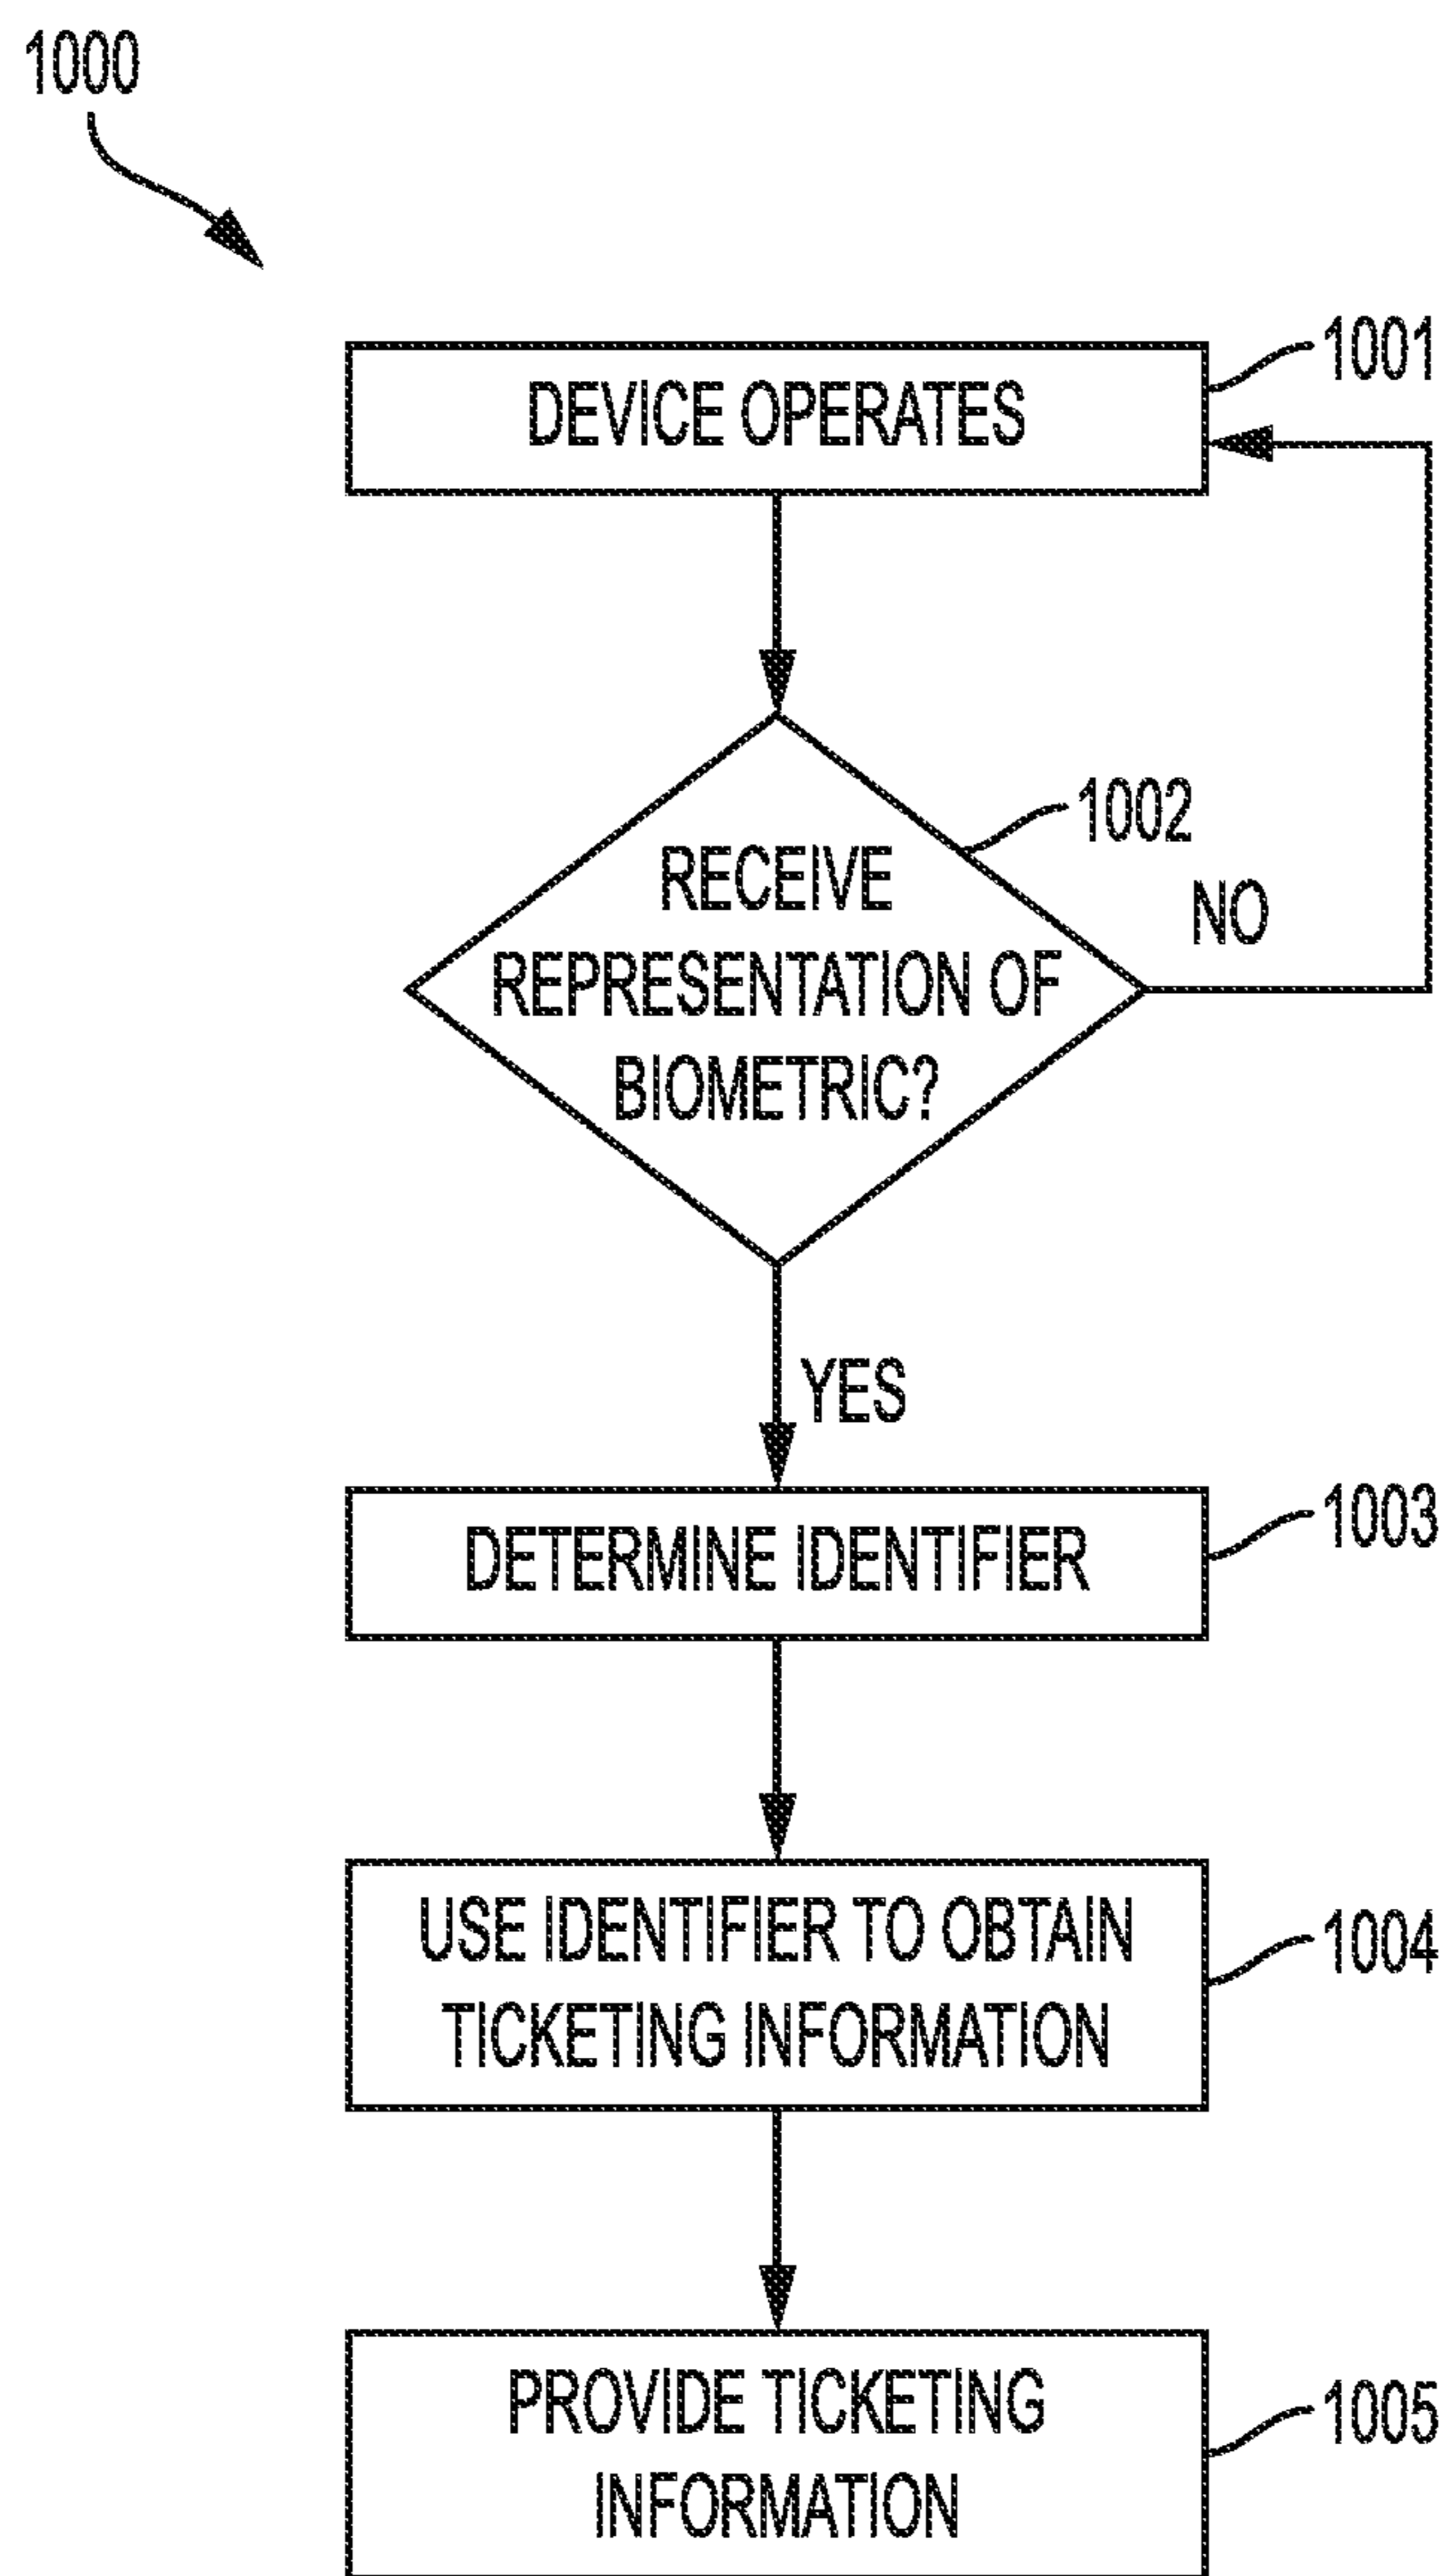 1000
1001
DEVICE OPERATES
1002
RECEIVE
NO
REPRESENTATION OF
BIOMETRIC?
YES
1003
DETERMINE IDENTIFIER
USE IDENTIFIER TO OBTAIN
1004
TICKETING INFORMATION
PROVIDE TICKETING
1005
INFORMATION